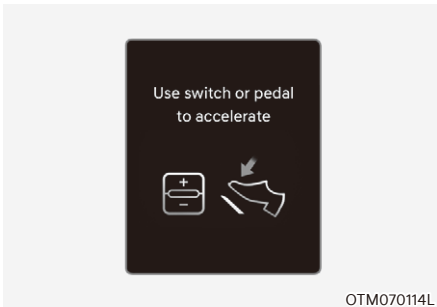 Use switch or pedal
to accelerate
+
-
OTM070114L